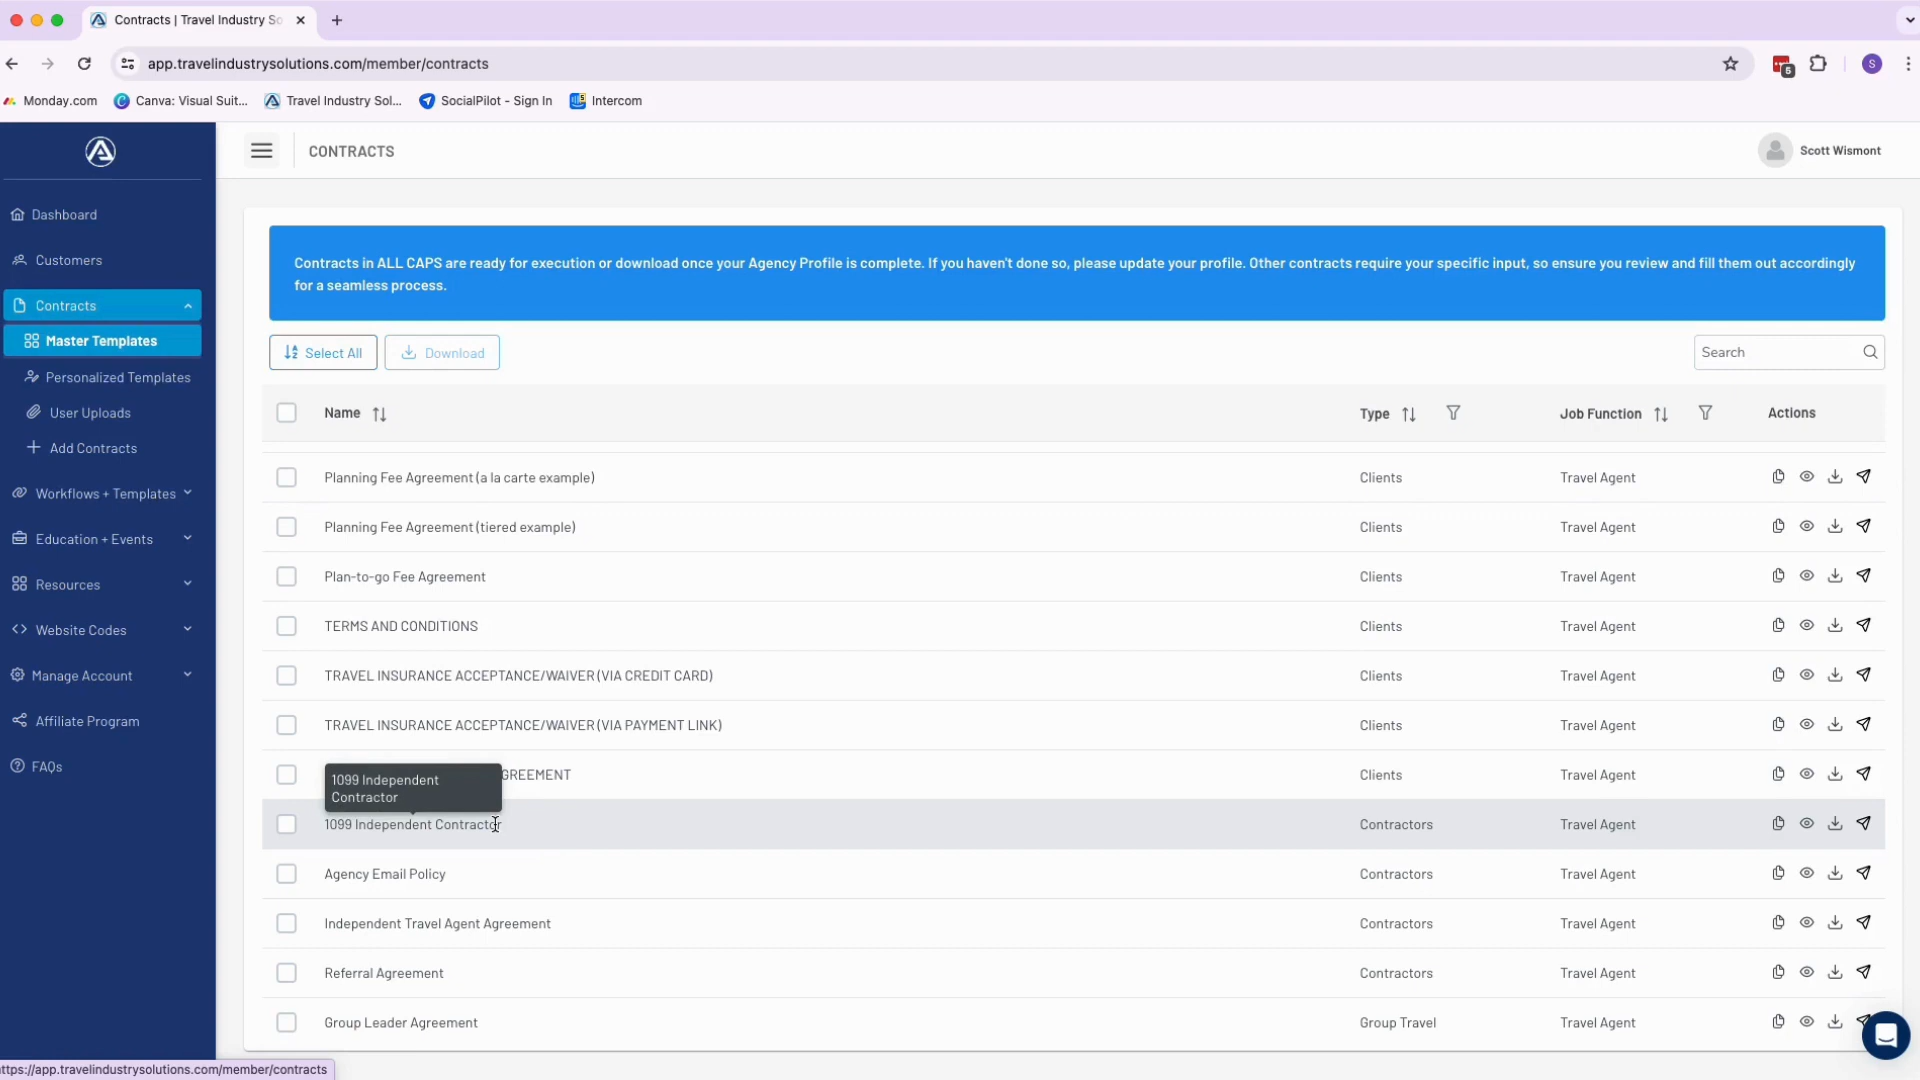 Contracts | Travel Industry So
app.travelindustrysolutions.com/member/contracts
5
S
Monday.com
Canva: Visual Suit...
Travel Industry Sol...
SocialPilot - Sign In
Intercom
CONTRACTS
Scott Wismont
Dashboard
Customers
Contracts
Master Templates
Personalized Templates
User Uploads
Add Contracts
Workflows + Templates
Education + Events
Resources
Website Codes
Manage Account
Affiliate Program
FAQs
Contracts in ALL CAPS are ready for execution or download once your Agency Profile is complete. If you haven't done so, please update your profile. Other contracts require your specific input, so ensure you review and fill them out accordingly
for a seamless process.
Select All
Download
Search
Name
Type
Job Function
Actions
Planning Fee Agreement (a la carte example)
Clients
Travel Agent
Planning Fee Agreement (tiered example)
Clients
Travel Agent
Plan-to-go Fee Agreement
Clients
Travel Agent
TERMS AND CONDITIONS
Clients
Travel Agent
TRAVEL INSURANCE ACCEPTANCE/WAIVER (VIA CREDIT CARD)
Clients
Travel Agent
TRAVEL INSURANCE ACCEPTANCE/WAIVER (VIA PAYMENT LINK)
Clients
Travel Agent
1099 Independent
Contractor
GREEMENT
Clients
Travel Agent
1099 Independent Contractor
Contractors
Travel Agent
Agency Email Policy
Contractors
Travel Agent
Independent Travel Agent Agreement
Contractors
Travel Agent
Referral Agreement
Contractors
Travel Agent
Group Leader Agreement
Group Travel
Travel Agent
ttps://app.travelindustrysolutions.com/member/contracts